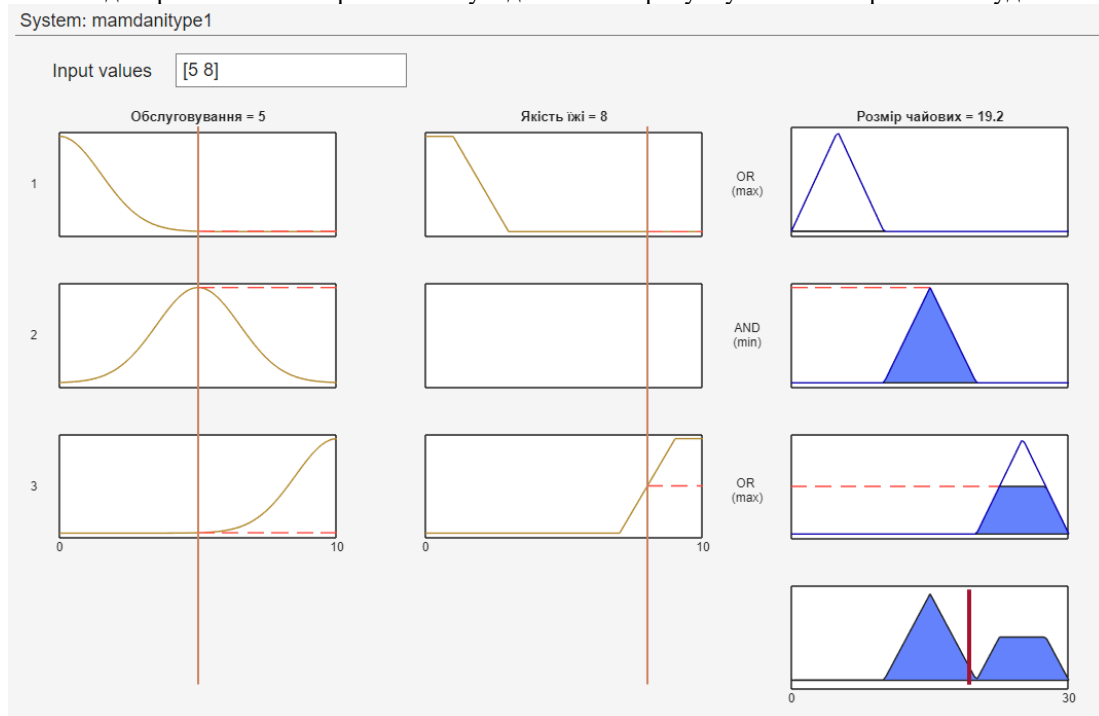 System: mamdanitype1
Input values [5 8]
Обслуговування = 5
Якість їжі = 8
Розмір чайових = 19.2
1
OR
(max)
2
AND
(min)
3
OR
(max)
0 10
0 10
0 30